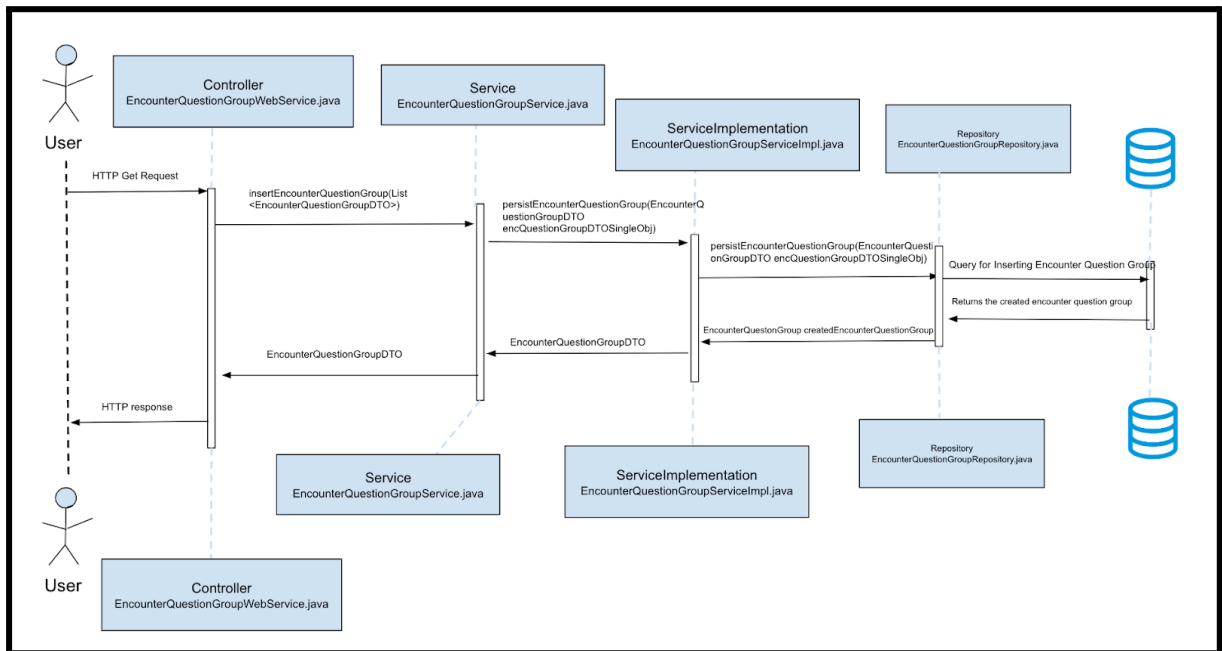 Controller
EncounterQuestionGroupWebService.java
Service
EncounterQuestionGroupService.java
ServiceImplementation
EncounterQuestionGroupServiceImpl.java
Repository
EncounterQuestionGroupRepository.java
User
HTTP Get Request
insertEncounterQuestionGroup(List
<EncounterQuestionGroupDTO>)
persistEncounterQuestionGroup(EncounterQ
uestionGroupDTO
encQuestionGroupDTOSingleObj)
persistEncounterQuestionGroup(EncounterQuesti
onGroupDTO encQuestionGroupDTOSingleObj)
Query for Inserting Encounter Question Group
Returns the created encounter question group
EncounterQuestonGroup createdEncounterQuestionGroup
EncounterQuestionGroupDTO
EncounterQuestionGroupDTO
HTTP response
Repository
EncounterQuestionGroupRepository.java
Service
EncounterQuestionGroupService.java
ServiceImplementation
EncounterQuestionGroupServiceImpl.java
User
Controller
EncounterQuestionGroupWebService.java